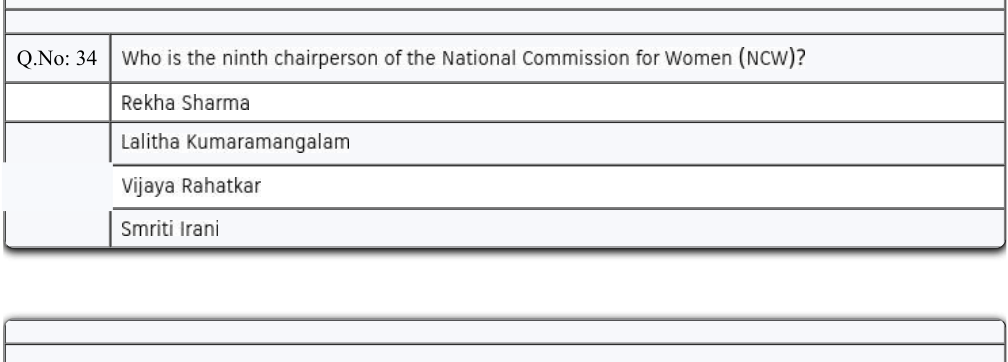 Q.No: 34 Who is the ninth chairperson of the National Commission for Women (NCW)?
Rekha Sharma
Lalitha Kumaramangalam
Vijaya Rahatkar
Smriti Irani